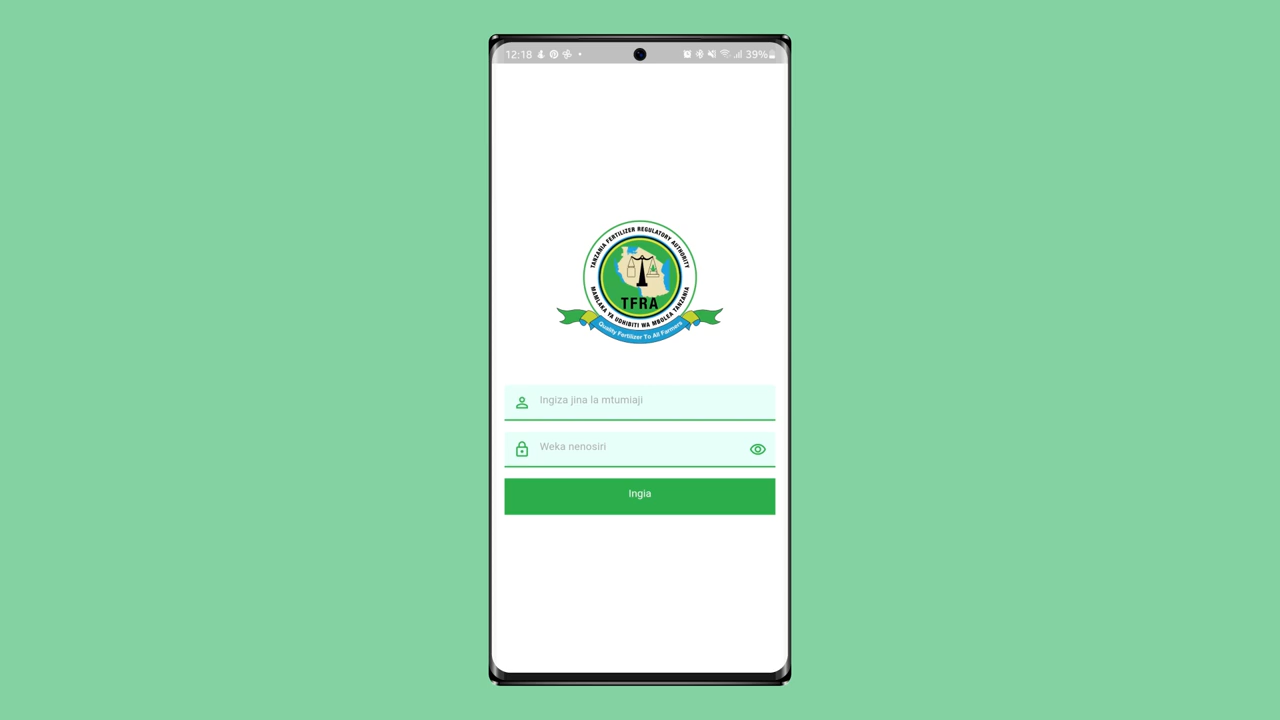 12:18
39%
TANZANIA FERTILIZER REGULATORY AUTHORITY
TFRA
MAMLAKA YA UDHIBITI WA MBOLEA TANZANIA
Quality Fertilizer To All Farmers
Ingiza jina la mtumiaji
Weka nenosiri
Ingia